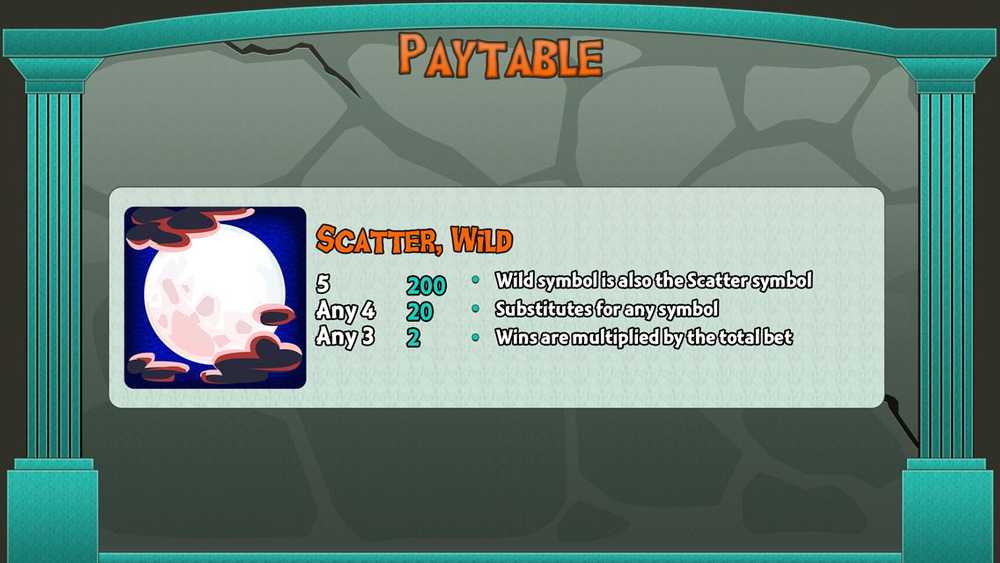 Paytable
Scatter, Wild
5 200
Any 4 20
Any 3 2
• Wild symbol is also the Scatter symbol
• Substitutes for any symbol
• Wins are multiplied by the total bet